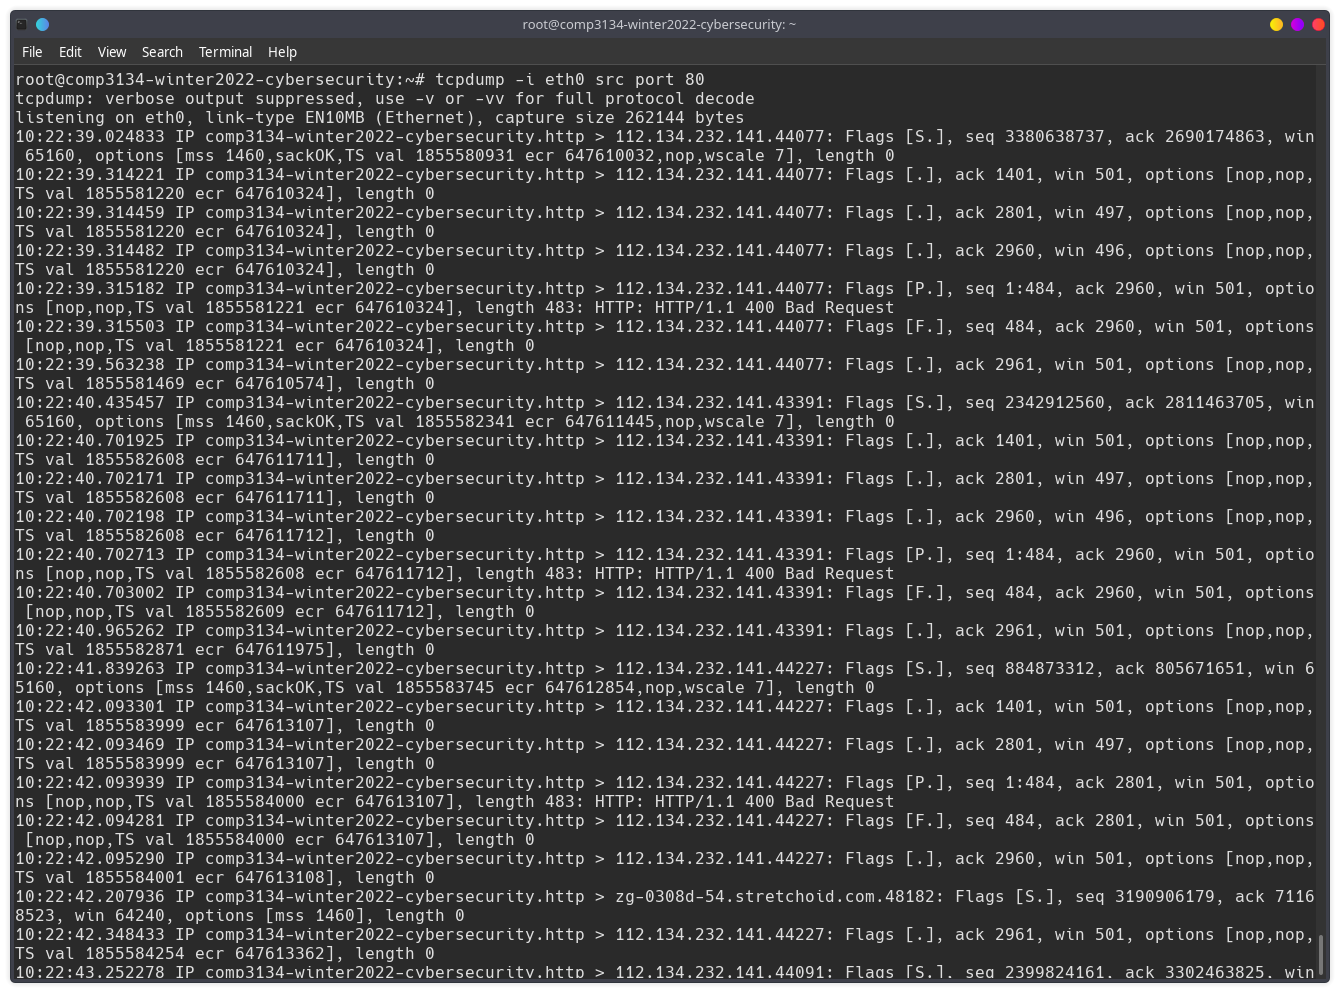 root@comp3134-winter2022-cybersecurity: ~
File Edit View Search Terminal Help
root@comp3134-winter2022-cybersecurity:~# tcpdump -i eth0 src port 80
tcpdump: verbose output suppressed, use -v or -vv for full protocol decode
listening on eth0, link-type EN10MB (Ethernet), capture size 262144 bytes
10:22:39.024833 IP comp3134-winter2022-cybersecurity.http > 112.134.232.141.44077: Flags [S.], seq 3380638737, ack 2690174863, win
 65160, options [mss 1460,sackOK,TS val 1855580931 ecr 647610032,nop,wscale 7], length 0
10:22:39.314221 IP comp3134-winter2022-cybersecurity.http > 112.134.232.141.44077: Flags [.], ack 1401, win 501, options [nop,nop,
TS val 1855581220 ecr 647610324], length 0
10:22:39.314459 IP comp3134-winter2022-cybersecurity.http > 112.134.232.141.44077: Flags [.], ack 2801, win 497, options [nop,nop,
TS val 1855581220 ecr 647610324], length 0
10:22:39.314482 IP comp3134-winter2022-cybersecurity.http > 112.134.232.141.44077: Flags [.], ack 2960, win 496, options [nop,nop,
TS val 1855581220 ecr 647610324], length 0
10:22:39.315182 IP comp3134-winter2022-cybersecurity.http > 112.134.232.141.44077: Flags [P.], seq 1:484, ack 2960, win 501, optio
ns [nop,nop,TS val 1855581221 ecr 647610324], length 483: HTTP: HTTP/1.1 400 Bad Request
10:22:39.315503 IP comp3134-winter2022-cybersecurity.http > 112.134.232.141.44077: Flags [F.], seq 484, ack 2960, win 501, options
 [nop,nop,TS val 1855581221 ecr 647610324], length 0
10:22:39.563238 IP comp3134-winter2022-cybersecurity.http > 112.134.232.141.44077: Flags [.], ack 2961, win 501, options [nop,nop,
TS val 1855581469 ecr 647610574], length 0
10:22:40.435457 IP comp3134-winter2022-cybersecurity.http > 112.134.232.141.43391: Flags [S.], seq 2342912560, ack 2811463705, win
 65160, options [mss 1460,sackOK,TS val 1855582341 ecr 647611445,nop,wscale 7], length 0
10:22:40.701925 IP comp3134-winter2022-cybersecurity.http > 112.134.232.141.43391: Flags [.], ack 1401, win 501, options [nop,nop,
TS val 1855582608 ecr 647611711], length 0
10:22:40.702171 IP comp3134-winter2022-cybersecurity.http > 112.134.232.141.43391: Flags [.], ack 2801, win 497, options [nop,nop,
TS val 1855582608 ecr 647611711], length 0
10:22:40.702198 IP comp3134-winter2022-cybersecurity.http > 112.134.232.141.43391: Flags [.], ack 2960, win 496, options [nop,nop,
TS val 1855582608 ecr 647611712], length 0
10:22:40.702713 IP comp3134-winter2022-cybersecurity.http > 112.134.232.141.43391: Flags [P.], seq 1:484, ack 2960, win 501, optio
ns [nop,nop,TS val 1855582608 ecr 647611712], length 483: HTTP: HTTP/1.1 400 Bad Request
10:22:40.703002 IP comp3134-winter2022-cybersecurity.http > 112.134.232.141.43391: Flags [F.], seq 484, ack 2960, win 501, options
 [nop,nop,TS val 1855582609 ecr 647611712], length 0
10:22:40.965262 IP comp3134-winter2022-cybersecurity.http > 112.134.232.141.43391: Flags [.], ack 2961, win 501, options [nop,nop,
TS val 1855582871 ecr 647611975], length 0
10:22:41.839263 IP comp3134-winter2022-cybersecurity.http > 112.134.232.141.44227: Flags [S.], seq 884873312, ack 805671651, win 6
5160, options [mss 1460,sackOK,TS val 1855583745 ecr 647612854,nop,wscale 7], length 0
10:22:42.093301 IP comp3134-winter2022-cybersecurity.http > 112.134.232.141.44227: Flags [.], ack 1401, win 501, options [nop,nop,
TS val 1855583999 ecr 647613107], length 0
10:22:42.093469 IP comp3134-winter2022-cybersecurity.http > 112.134.232.141.44227: Flags [.], ack 2801, win 497, options [nop,nop,
TS val 1855583999 ecr 647613107], length 0
10:22:42.093939 IP comp3134-winter2022-cybersecurity.http > 112.134.232.141.44227: Flags [P.], seq 1:484, ack 2801, win 501, optio
ns [nop,nop,TS val 1855584000 ecr 647613107], length 483: HTTP: HTTP/1.1 400 Bad Request
10:22:42.094281 IP comp3134-winter2022-cybersecurity.http > 112.134.232.141.44227: Flags [F.], seq 484, ack 2801, win 501, options
 [nop,nop,TS val 1855584000 ecr 647613107], length 0
10:22:42.095290 IP comp3134-winter2022-cybersecurity.http > 112.134.232.141.44227: Flags [.], ack 2960, win 501, options [nop,nop,
TS val 1855584001 ecr 647613108], length 0
10:22:42.207936 IP comp3134-winter2022-cybersecurity.http > zg-0308d-54.stretchoid.com.48182: Flags [S.], seq 3190906179, ack 7116
8523, win 64240, options [mss 1460], length 0
10:22:42.348433 IP comp3134-winter2022-cybersecurity.http > 112.134.232.141.44227: Flags [.], ack 2961, win 501, options [nop,nop,
TS val 1855584254 ecr 647613362], length 0
10:22:43.252278 IP comp3134-winter2022-cybersecurity.http > 112.134.232.141.44091: Flags [S.], seq 2399824161, ack 3302463825, win